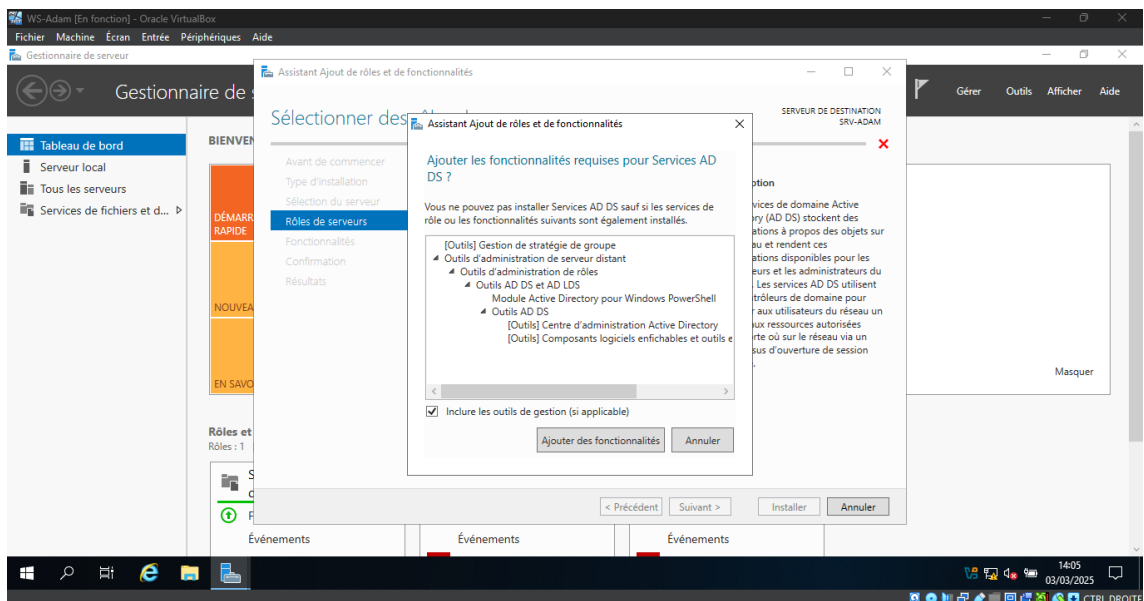 WS-Adam [En fonction] - Oracle VirtualBox
Fichier Machine Écran Entrée Périphériques Aide
Gestionnaire de serveur
Gestionnaire de
Gérer Outils Afficher Aide
Tableau de bord
Serveur local
Tous les serveurs
Services de fichiers et d...
BIENVEN
DÉMARR
RAPIDE
NOUVEA
EN SAVO
Masquer
Rôles et
Rôles : 1
Événements
Événements
Événements
Assistant Ajout de rôles et de fonctionnalités
Sélectionner des
SERVEUR DE DESTINATION
SRV-ADAM
Avant de commencer
Type d'installation
Sélection du serveur
Rôles de serveurs
Fonctionnalités
Confirmation
Résultats
ption
vices de domaine Active
ry (AD DS) stockent des
ations à propos des objets sur
au et rendent ces
ations disponibles pour les
eurs et les administrateurs du
. Les services AD DS utilisent
trôleurs de domaine pour
r aux utilisateurs du réseau un
ux ressources autorisées
rte où sur le réseau via un
sus d'ouverture de session
< Précédent Suivant > Installer Annuler
Assistant Ajout de rôles et de fonctionnalités
Ajouter les fonctionnalités requises pour Services AD
DS ?
Vous ne pouvez pas installer Services AD DS sauf si les services de
rôle ou les fonctionnalités suivants sont également installés.
[Outils] Gestion de stratégie de groupe
Outils d'administration de serveur distant
Outils d'administration de rôles
Outils AD DS et AD LDS
Module Active Directory pour Windows PowerShell
Outils AD DS
[Outils] Centre d'administration Active Directory
[Outils] Composants logiciels enfichables et outils e
Inclure les outils de gestion (si applicable)
Ajouter des fonctionnalités Annuler
14:05
03/03/2025
CTRL DROITE